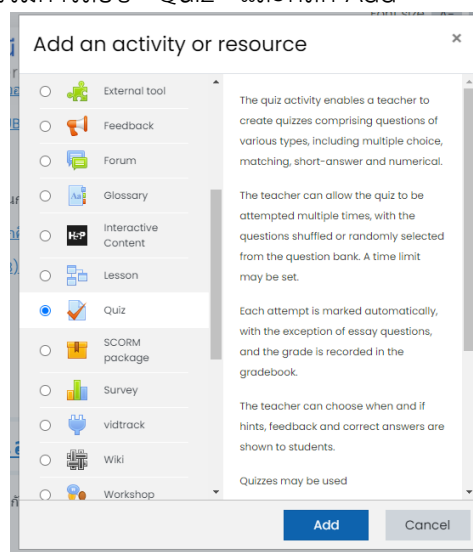 Add an activity or resource
×
External tool
Feedback
Forum
Glossary
Interactive
Content
Lesson
Quiz
SCORM
package
Survey
vidtrack
Wiki
Workshop
The quiz activity enables a teacher to
create quizzes comprising questions of
various types, including multiple choice,
matching, short-answer and numerical.
The teacher can allow the quiz to be
attempted multiple times, with the
questions shuffled or randomly selected
from the question bank. A time limit
may be set.
Each attempt is marked automatically,
with the exception of essay questions,
and the grade is recorded in the
gradebook.
The teacher can choose when and if
hints, feedback and correct answers are
shown to students.
Quizzes may be used
Add
Cancel